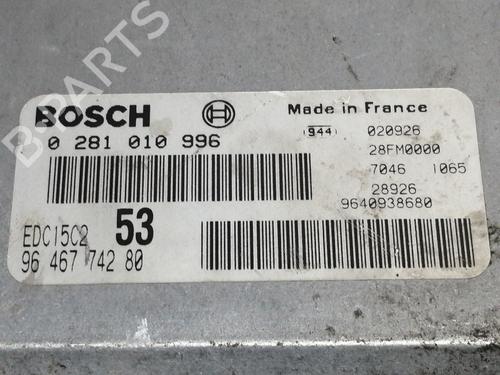 B-PARTS
BOSCH
Made in France
0 281 010 996
944 020926
28FM0000
7046 1065
28926
9640938680
EDC15C2 53
96 467 742 80